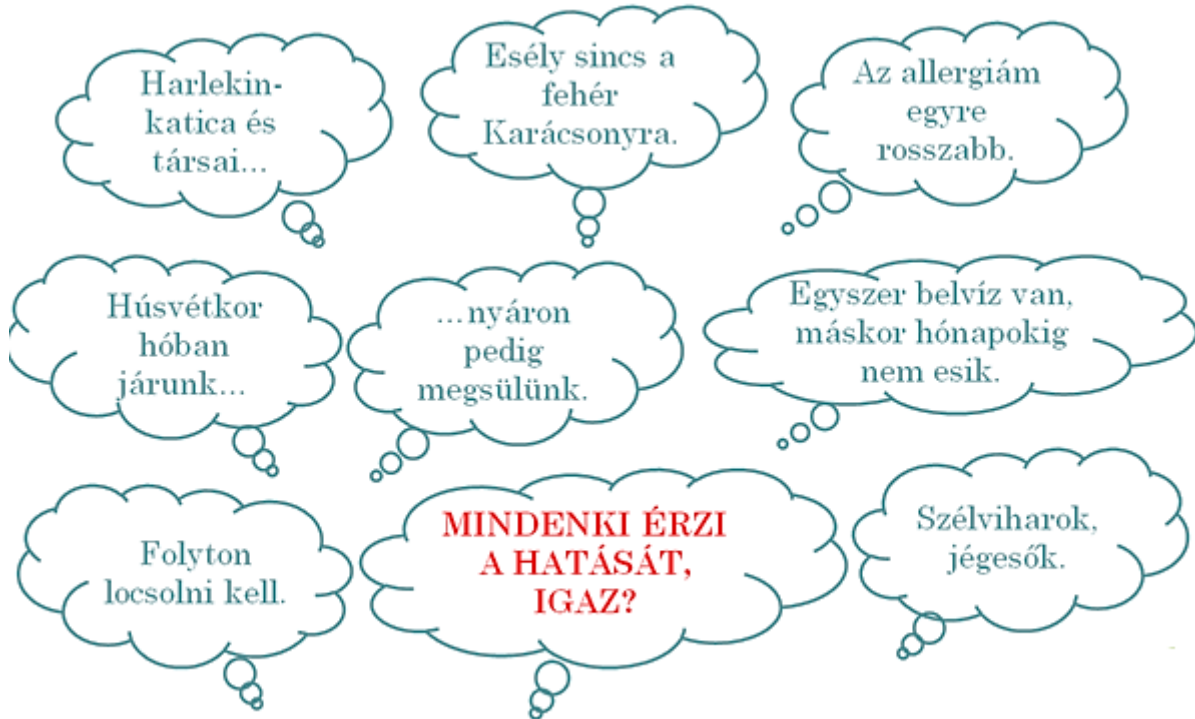 Harlekin-
katica és
társai...
Esély sincs a
fehér
Karácsonyra.
Az allergiám
egyre
rosszabb.
Húsvétkor
hóban
járunk...
...nyáron
pedig
megsülünk.
Egyszer belvíz van,
máskor hónapokig
nem esik.
Folyton
locsolni kell.
MINDENKI ÉRZI
A HATÁSÁT,
IGAZ?
Szélviharok,
jégesők.